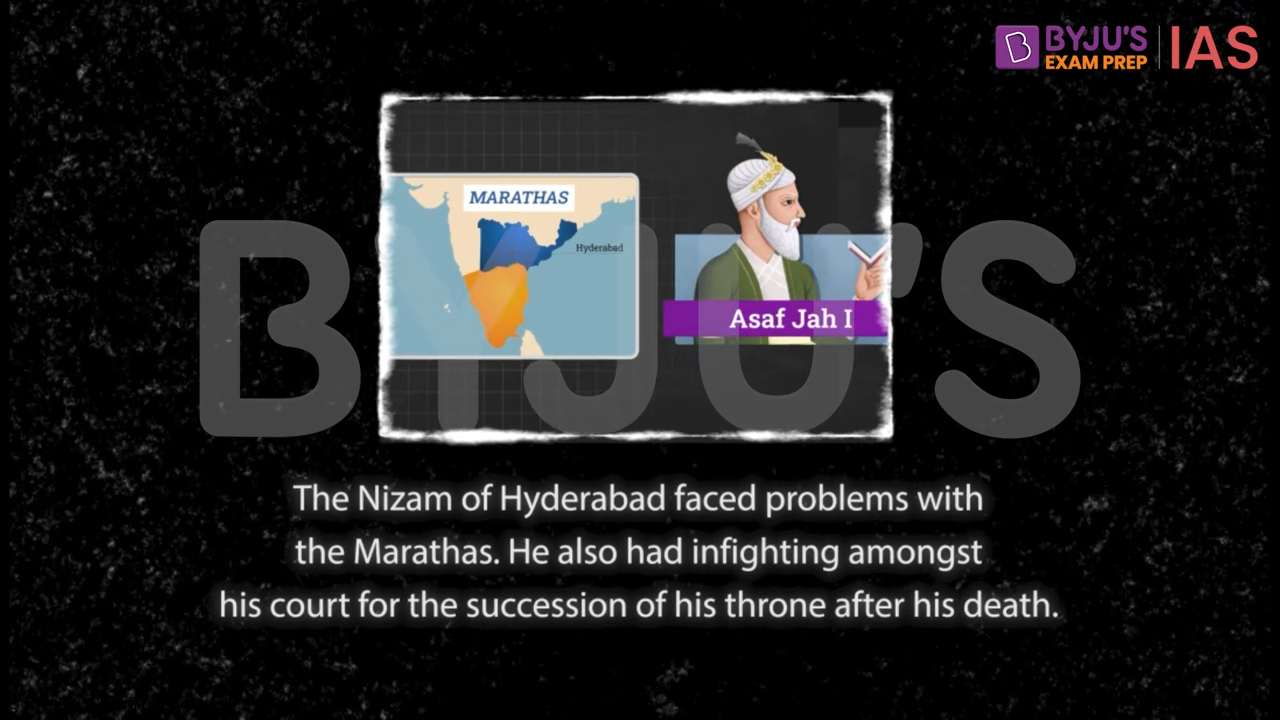 BYJU'S
EXAM PREP
IAS
MARATHAS
Hyderabad
Asaf Jah I
BYJU'S
The Nizam of Hyderabad faced problems with
the Marathas. He also had infighting amongst
his court for the succession of his throne after his death.